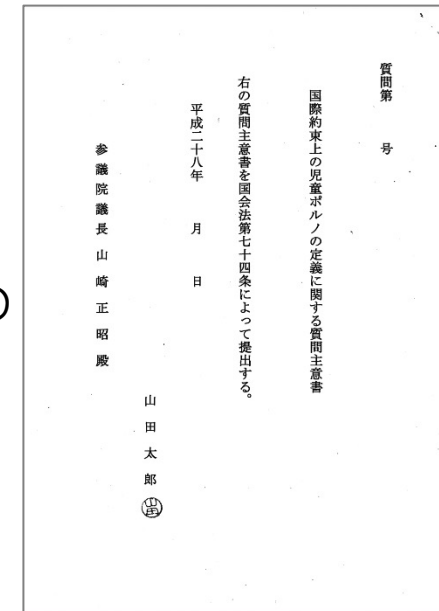 質問第　　号
国際約束上の児童ポルノの定義に関する質問主意書
右の質問主意書を国会法第七十四条によって提出する。
平成二十八年　　月　　日
山田太郎
山田
参議院議長　山崎正昭殿
の